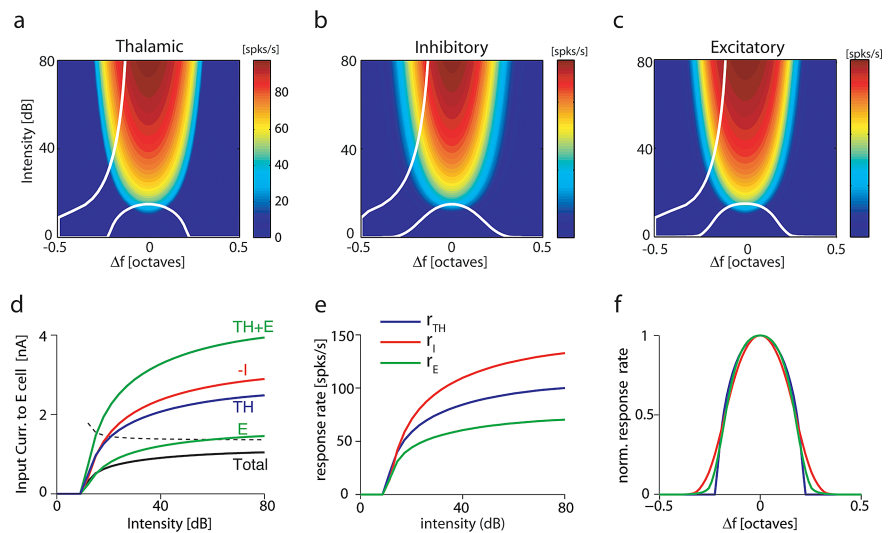 a
b
c
Thalamic
[spks/s]
Inhibitory
[spks/s]
Excitatory
[spks/s]
Intensity [dB]
80
40
0
-0.5
0
0.5
Δf [octaves]
80
60
40
20
0
80
40
0
-0.5
0
0.5
Δf [octaves]
80
40
0
-0.5
0
0.5
Δf [octaves]
d
Input Curr. to E cell [nA]
4
2
0
TH+E
-I
TH
E
Total
0
40
80
Intensity [dB]
e
response rate [spks/s]
150
100
50
0
r_TH
r_I
r_E
0
40
80
intensity (dB)
f
norm. response rate
1
0.5
0
−0.5
0
0.5
Δf [octaves]